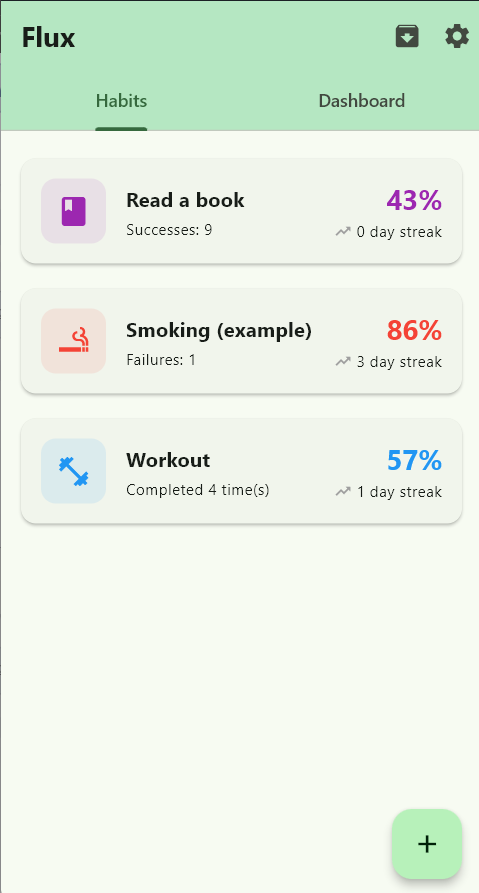 Flux
Habits
Dashboard
Read a book
43%
Successes: 9
0 day streak
Smoking (example)
86%
Failures: 1
3 day streak
Workout
57%
Completed 4 time(s)
1 day streak
+